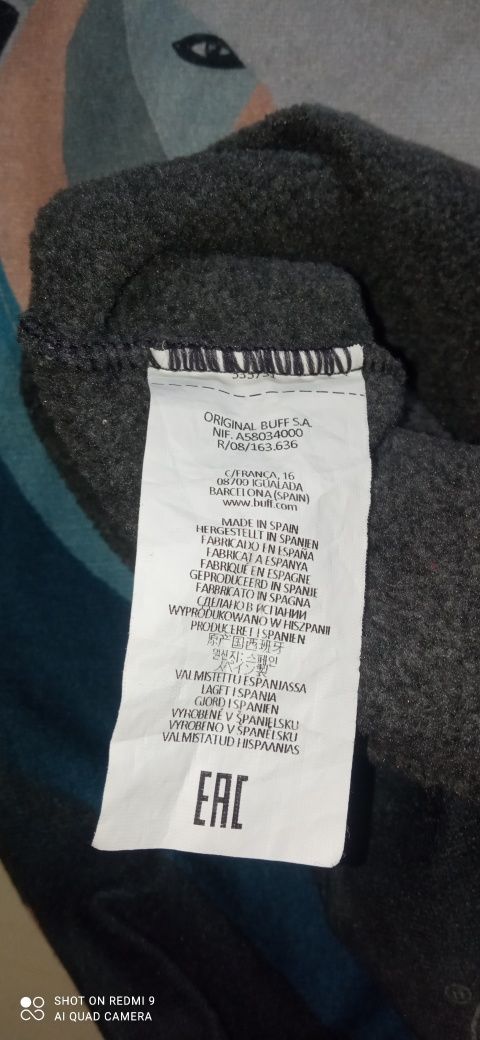 ORIGINAL BUFF S.A.
NIF. A58034000
R/08/163.636
C/FRANÇA, 16
08700 IGUALADA
BARCELONA (SPAIN)
www.buff.com
MADE IN SPAIN
HERGESTELLT IN SPANIEN
FABRICADO EN ESPAÑA
FABRICAT A ESPANYA
FABRIQUÉ EN ESPAGNE
GEPRODUCEERD IN SPANJE
FABBRICATO IN SPAGNA
СДЕЛАНО В ИСПАНИИ
WYPRODUKOWANO W HISZPANII
PRODUCERET I SPANIEN
原产国西班牙
원산지: 스페인
スペイン製
VALMISTETTU ESPANJASSA
LAGET I SPANIA
GJORD I SPANIEN
VYROBENÉ V ŠPANIELSKU
VYROBENO V ŠPANĚLSKU
VALMISTATUD HISPAANIAS
EAC
SHOT ON REDMI 9
AI QUAD CAMERA